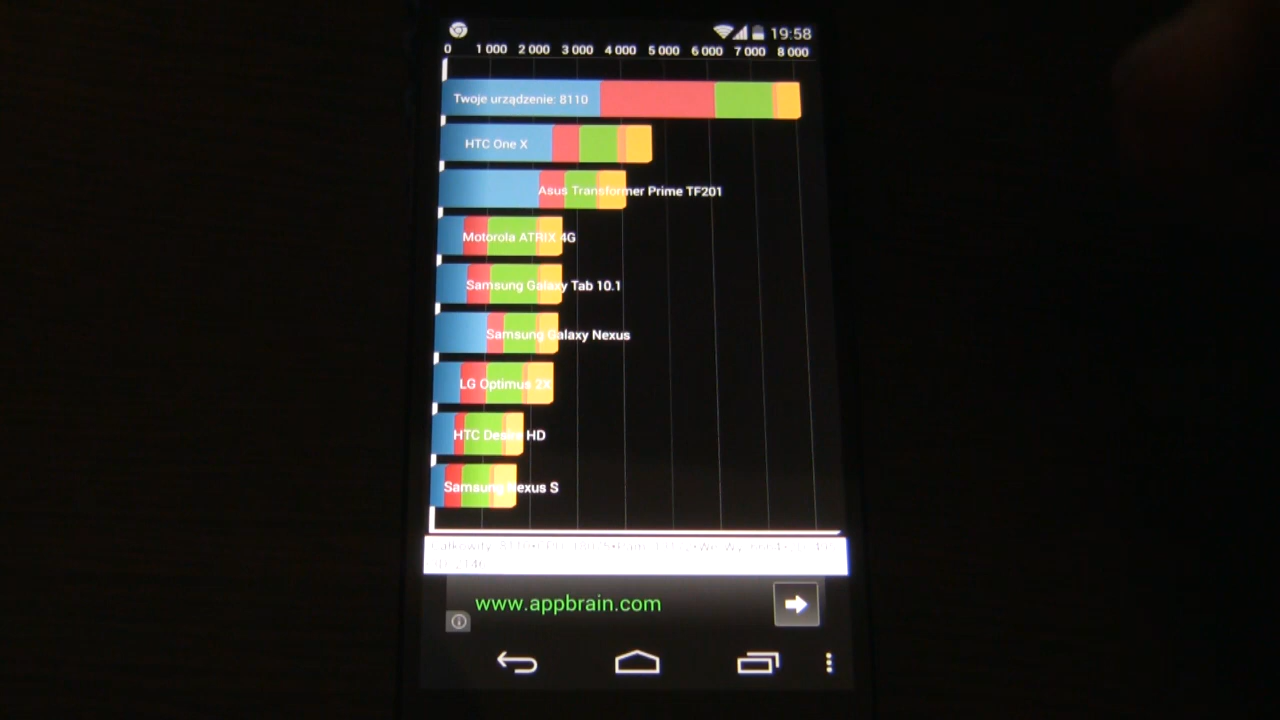 19:58
0 1 000 2 000 3 000 4 000 5 000 6 000 7 000 8 000
Twoje urządzenie: 8110
HTC One X
Asus Transformer Prime TF201
Motorola ATRIX 4G
Samsung Galaxy Tab 10.1
Samsung Galaxy Nexus
LG Optimus 2X
HTC Desire HD
Samsung Nexus S
www.appbrain.com